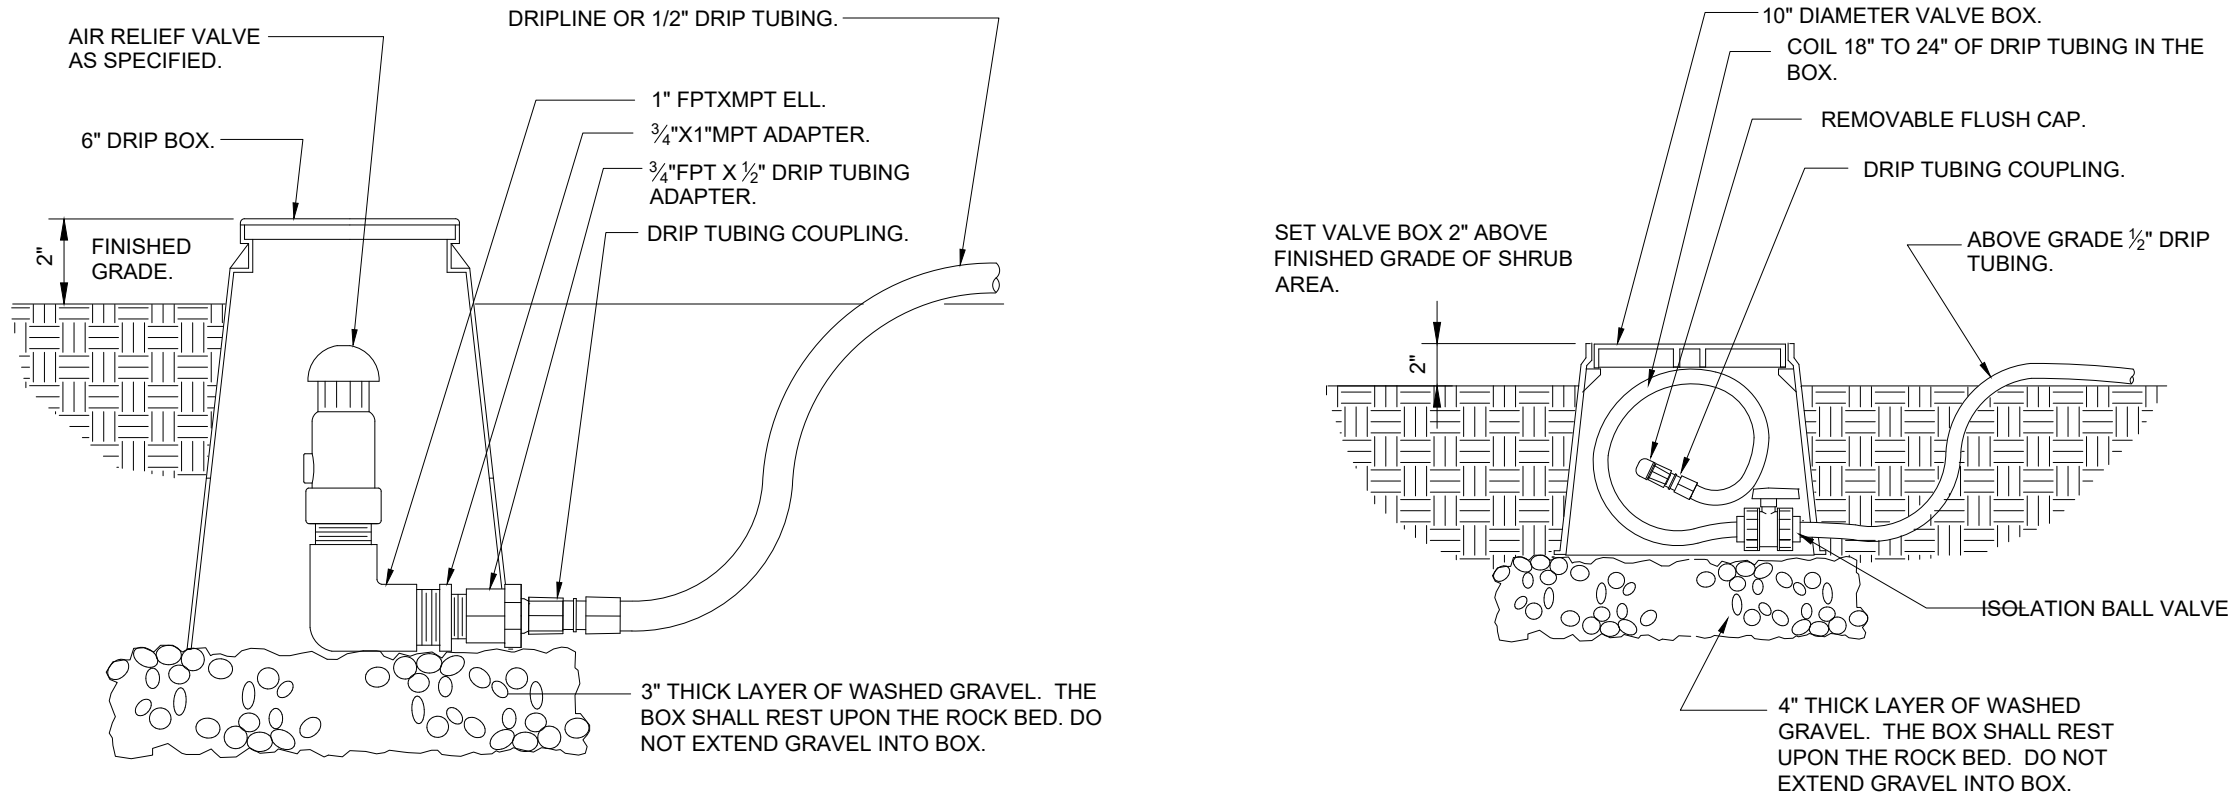 AIR RELIEF VALVE
AS SPECIFIED.
DRIPLINE OR 1/2" DRIP TUBING.
1" FPTXMPT ELL.
6" DRIP BOX.
¾"X1"MPT ADAPTER.
¾"FPT X ½" DRIP TUBING
ADAPTER.
DRIP TUBING COUPLING.
2"
FINISHED
GRADE.
3" THICK LAYER OF WASHED GRAVEL. THE
BOX SHALL REST UPON THE ROCK BED. DO
NOT EXTEND GRAVEL INTO BOX.
10" DIAMETER VALVE BOX.
COIL 18" TO 24" OF DRIP TUBING IN THE
BOX.
REMOVABLE FLUSH CAP.
DRIP TUBING COUPLING.
SET VALVE BOX 2" ABOVE
FINISHED GRADE OF SHRUB
AREA.
ABOVE GRADE ½" DRIP
TUBING.
2"
ISOLATION BALL VALVE
4" THICK LAYER OF WASHED
GRAVEL. THE BOX SHALL REST
UPON THE ROCK BED. DO NOT
EXTEND GRAVEL INTO BOX.